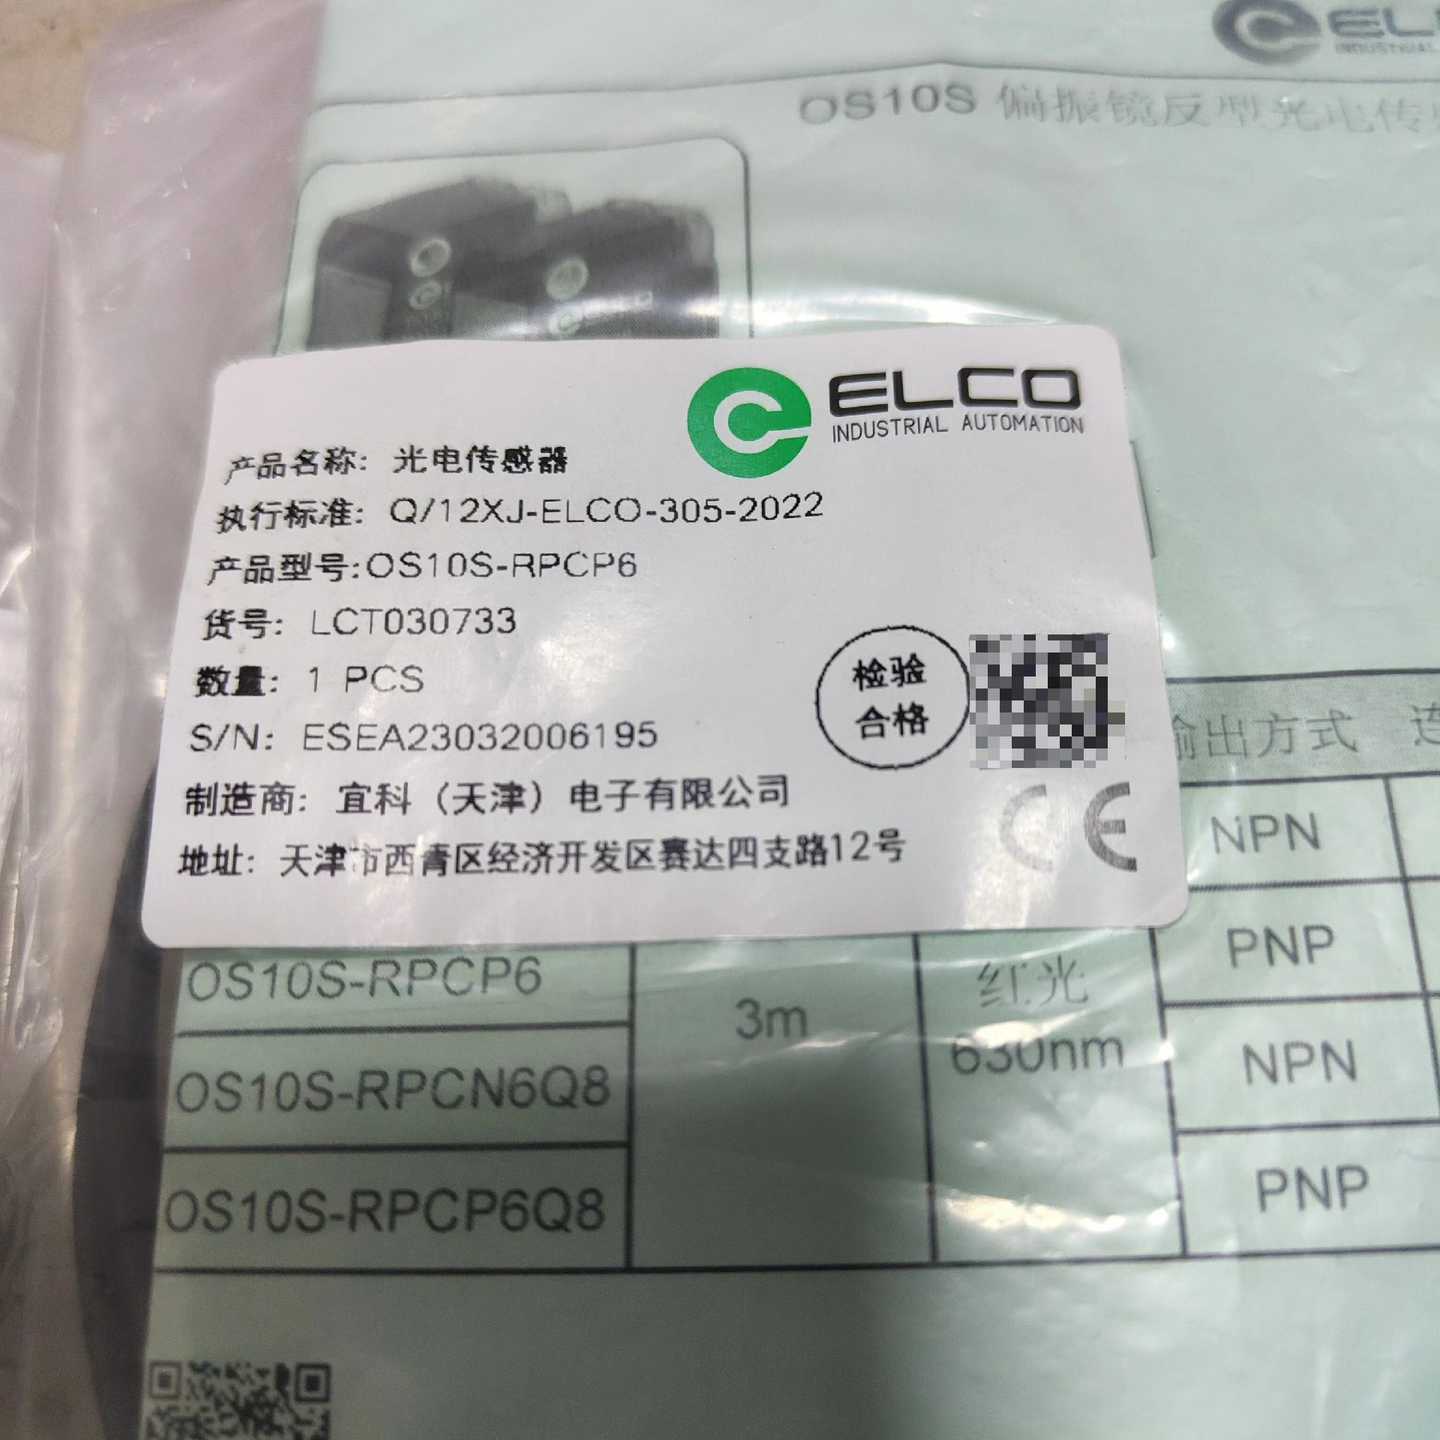 ELC
INDUSTRIAL
OS10S 偏振镜反型光电传
ELCO
INDUSTRIAL AUTOMATION
产品名称: 光电传感器
执行标准: Q/12XJ-ELCO-305-2022
产品型号:OS10S-RPCP6
货号: LCT030733
数量: 1 PCS
S/N: ESEA23032006195
制造商: 宜科（天津）电子有限公司
地址: 天津市西青区经济开发区赛达四支路12号
检验
合格
CE
输出方式
NPN
OS10S-RPCP6 3m 红光 630nm PNP
OS10S-RPCN6Q8 NPN
OS10S-RPCP6Q8 PNP